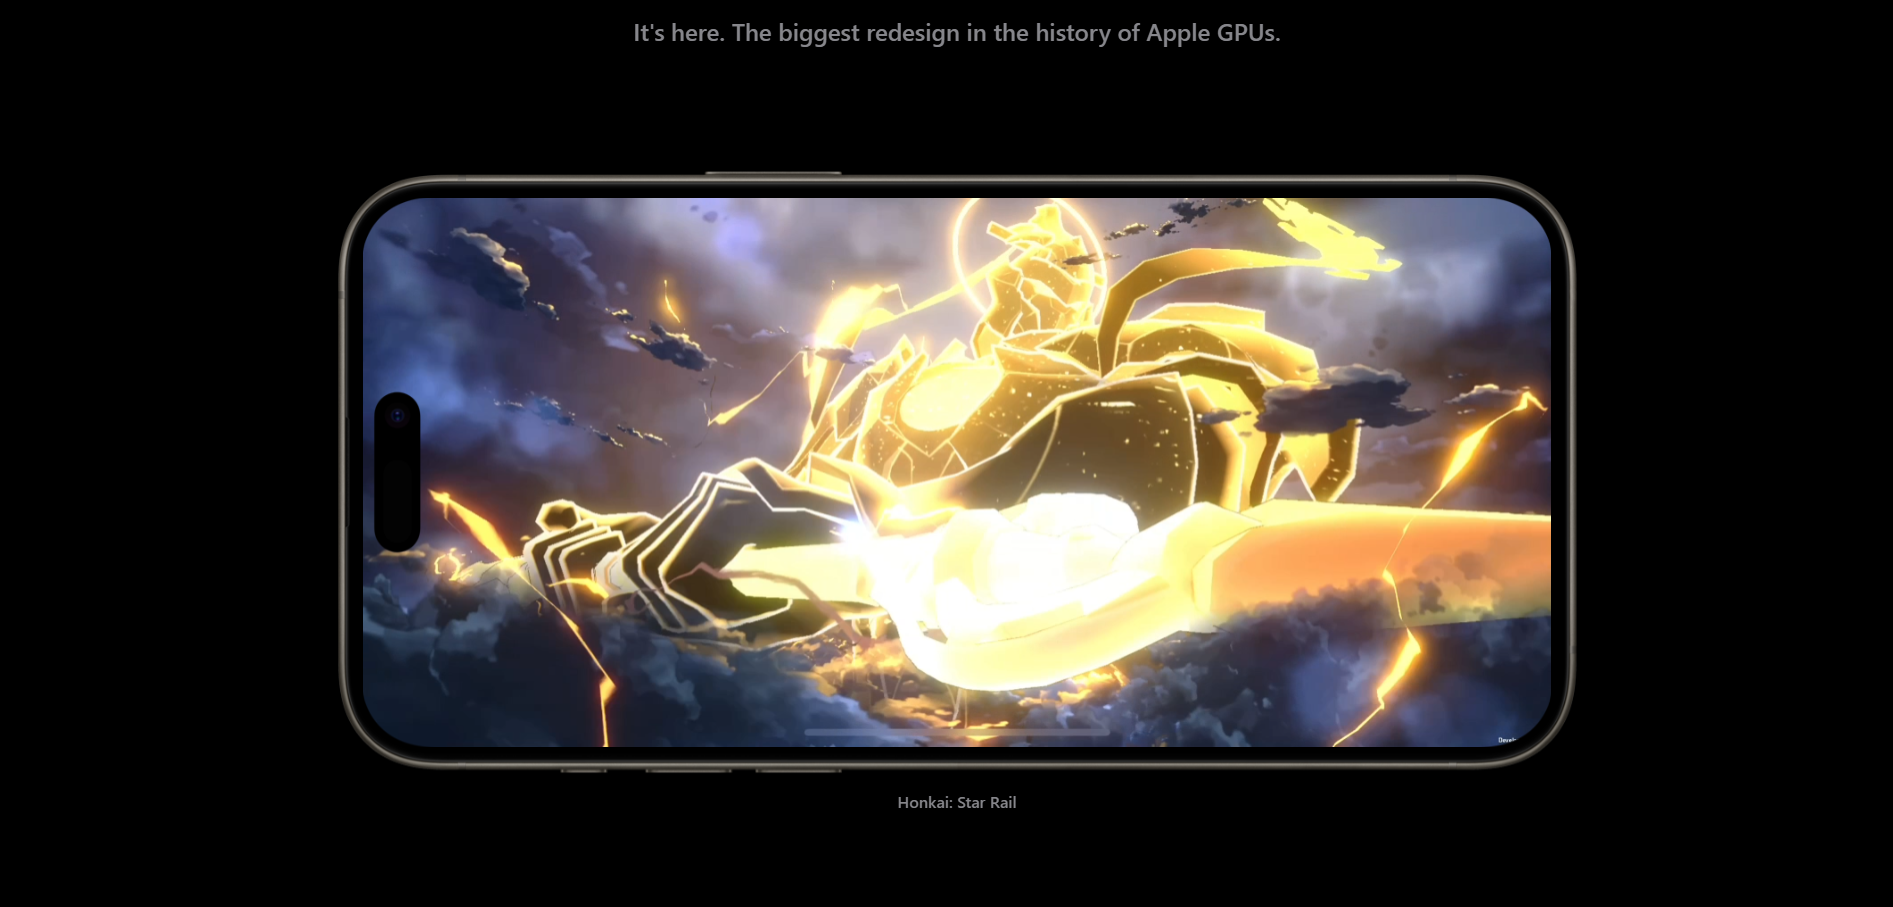 It's here. The biggest redesign in the history of Apple GPUs.
Honkai: Star Rail